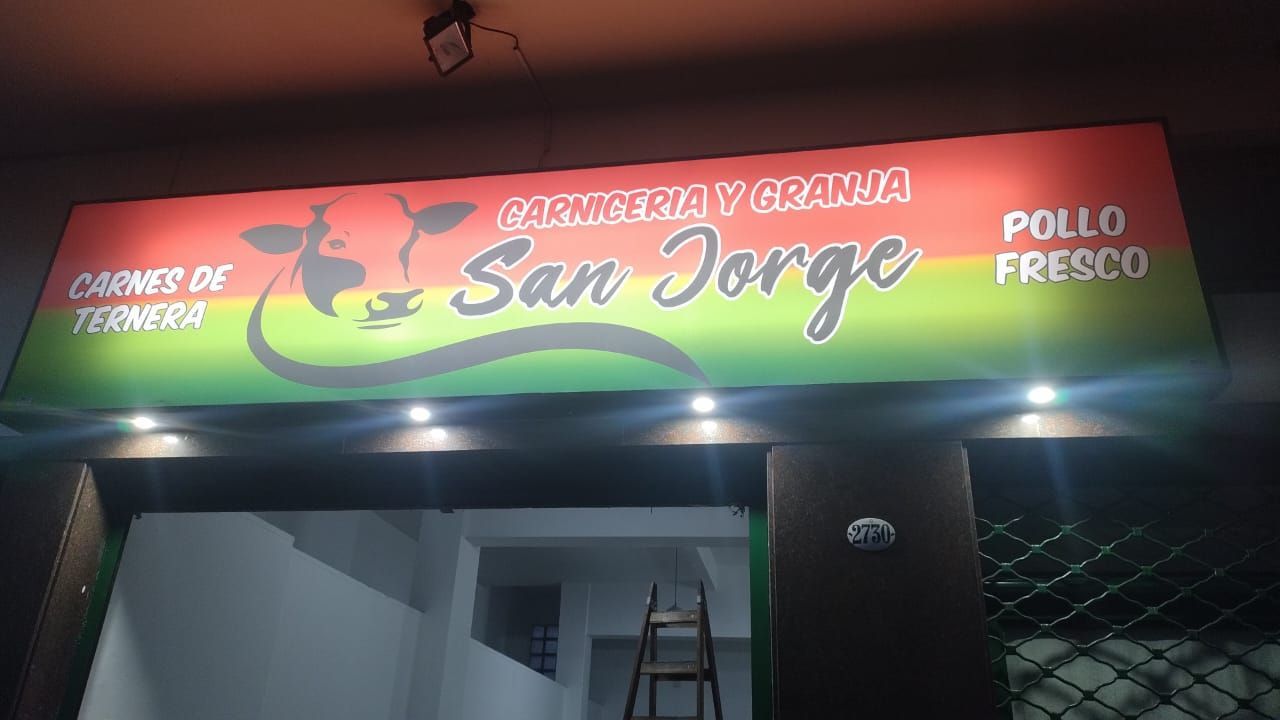 CARNES DE
TERNERA
CARNICERIA Y GRANJA
San Jorge
POLLO
FRESCO
2730